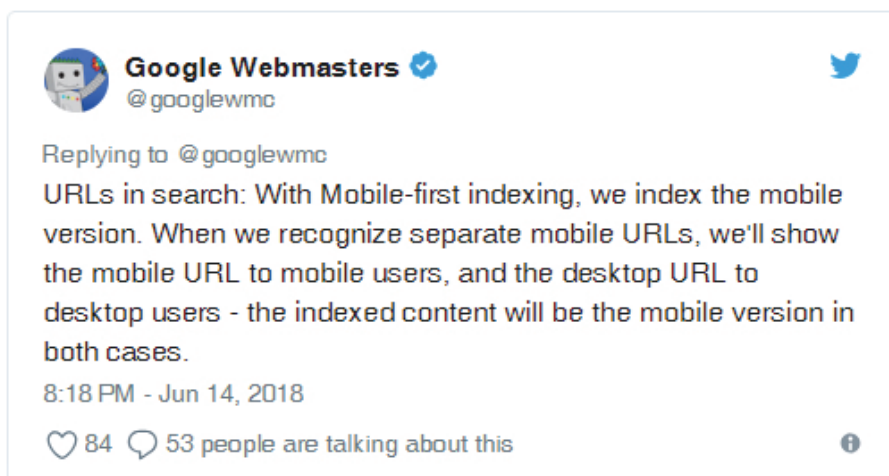 Google Webmasters
@googlewmc
Replying to @googlewmc
URLs in search: With Mobile-first indexing, we index the mobile
version. When we recognize separate mobile URLs, we'll show
the mobile URL to mobile users, and the desktop URL to
desktop users - the indexed content will be the mobile version in
both cases.
8:18 PM - Jun 14, 2018
84 53 people are talking about this